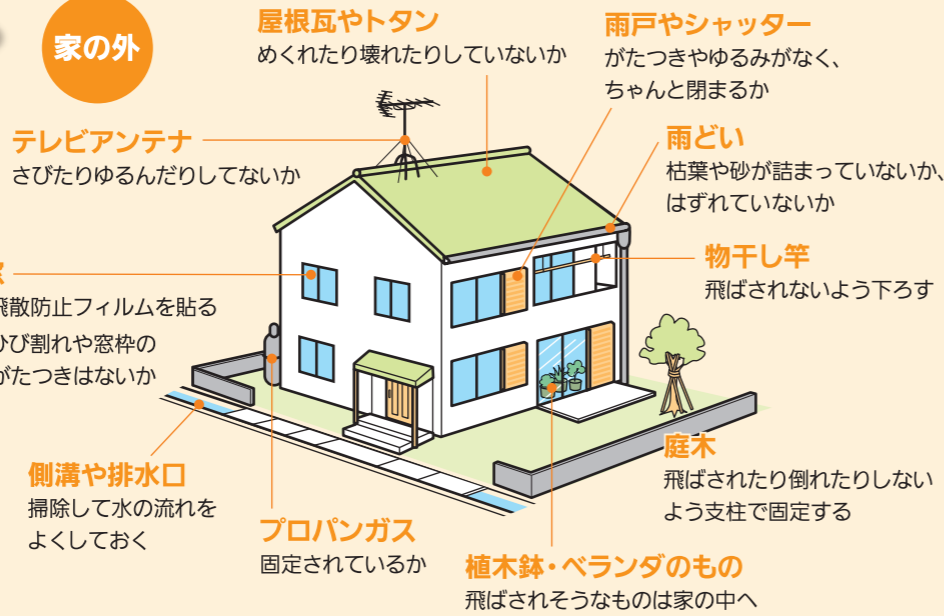 家の外
屋根瓦やトタン
めくれたり壊れたりしていないか
雨戸やシャッター
がたつきやゆるみがなく、
ちゃんと閉まるか
テレビアンテナ
さびたりゆるんだりしてないか
雨どい
枯葉や砂が詰まっていないか、
はずれていないか
物干し竿
飛ばされないよう下ろす
飛散防止フィルムを貼る
ひび割れや窓枠の
がたつきはないか
側溝や排水口
掃除して水の流れを
よくしておく
プロパンガス
固定されているか
庭木
飛ばされたり倒れたりしない
よう支柱で固定する
植木鉢・ベランダのもの
飛ばされそうなものは家の中へ